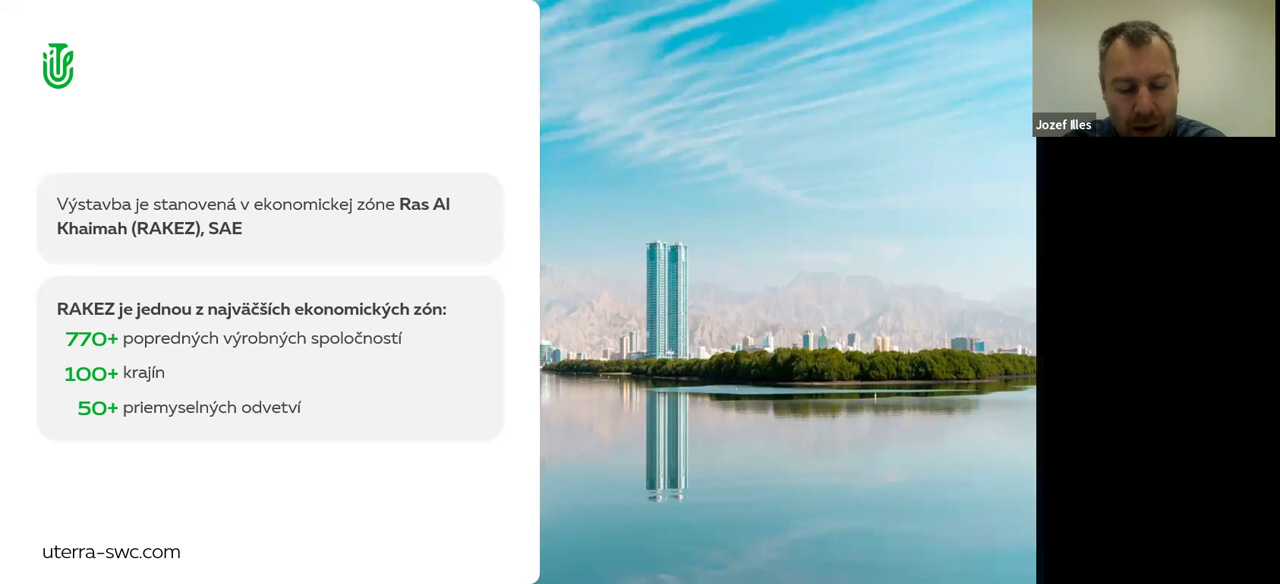 Výstavba je stanovená v ekonomickej zóne Ras Al
Khaimah (RAKEZ), SAE
RAKEZ je jednou z najväčších ekonomických zón:
770+ popredných výrobných spoločností
100+ krajín
50+ priemyselných odvetví
uterra-swc.com
Jozef Illes